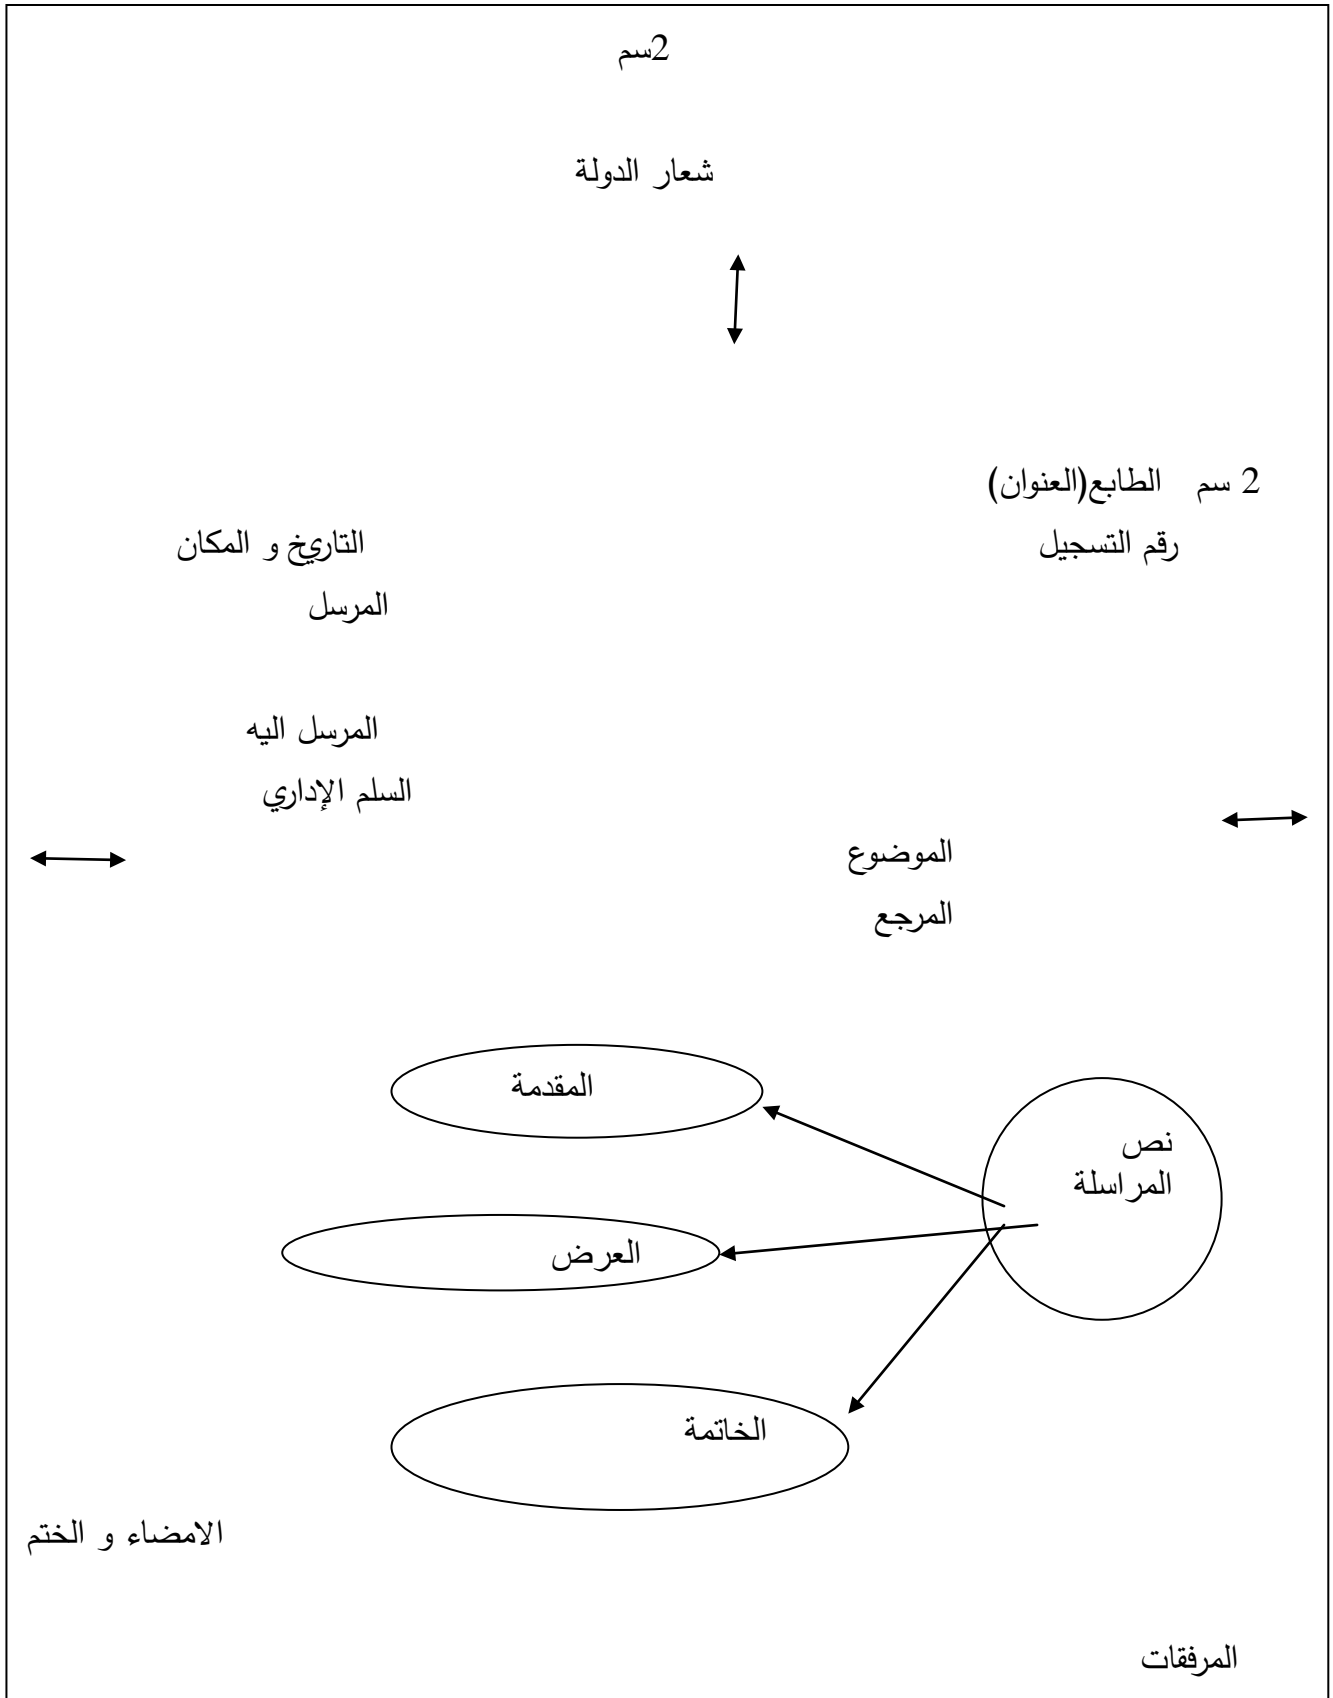 2سم
شعار الدولة
2 سم الطابع(العنوان)
رقم التسجيل
التاريخ و المكان
المرسل
المرسل اليه
السلم الإداري
الموضوع
المرجع
المقدمة
نص
المراسلة
العرض
الخاتمة
الامضاء و الختم
المرفقات